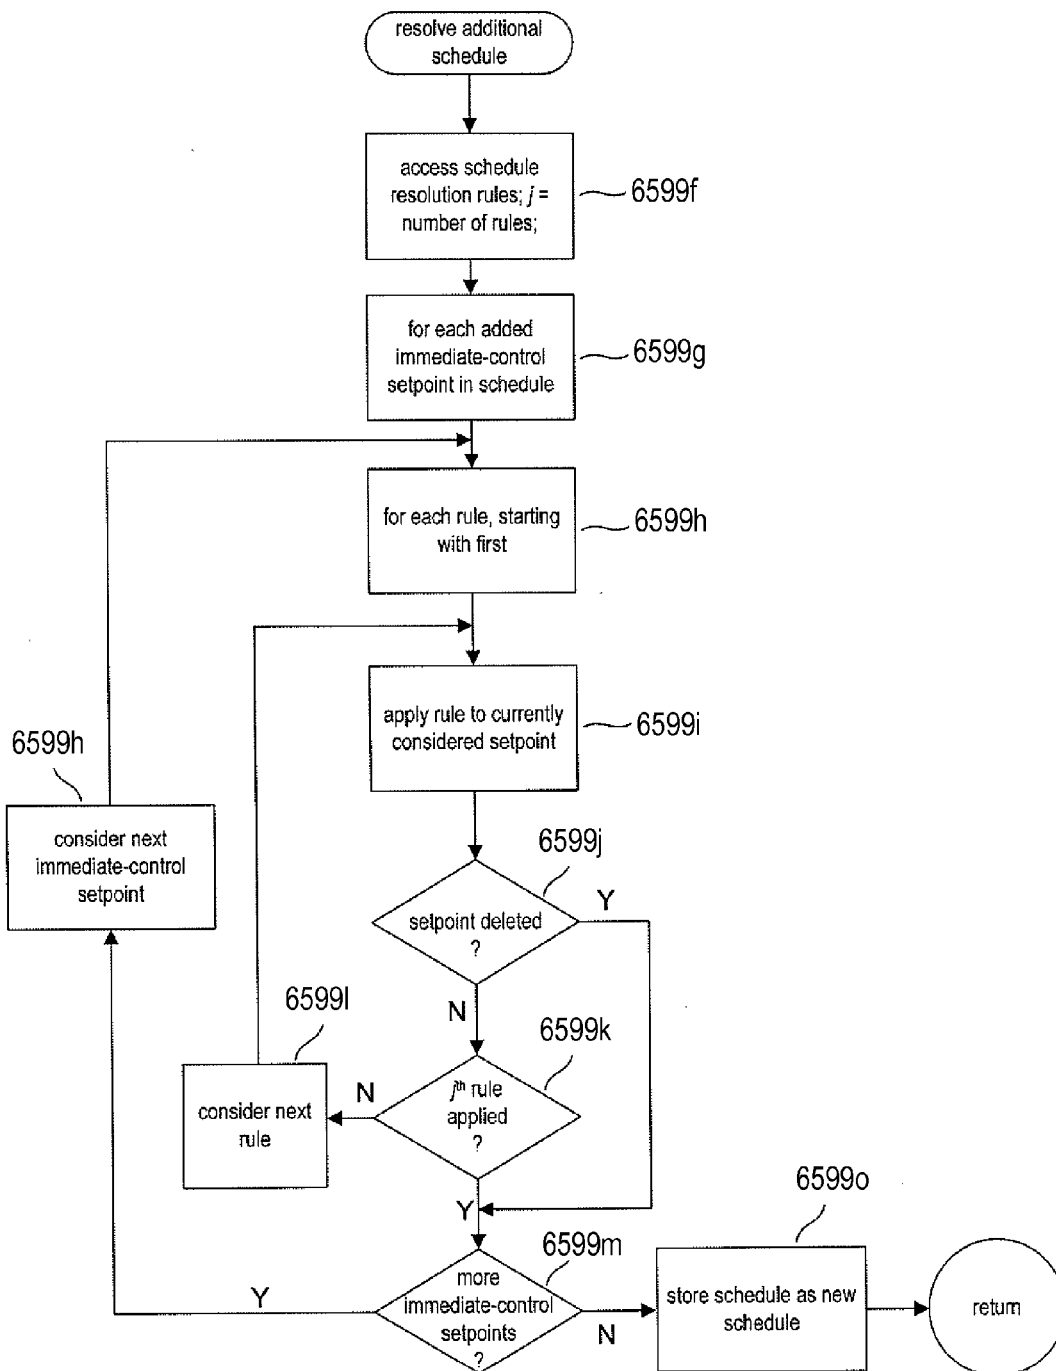 resolve additional
schedule
access schedule
resolution rules; j =
number of rules;
6599f
for each added
immediate-control
setpoint in schedule
6599g
for each rule, starting
with first
6599h
apply rule to currently
considered setpoint
6599i
6599h
consider next
immediate-control
setpoint
6599j
setpoint deleted
?
Y
N
6599l
consider next
rule
6599k
jth rule
applied
?
N
Y
6599m
more
immediate-control
setpoints
?
Y
N
6599o
store schedule as new
schedule
return